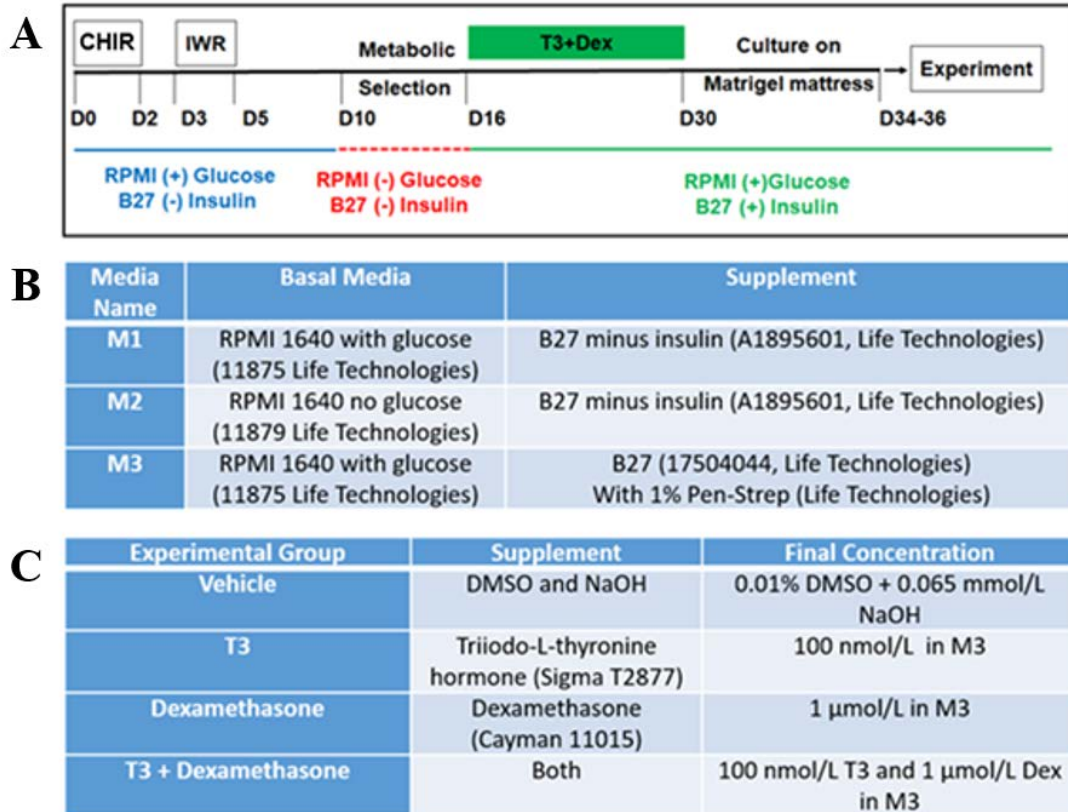 A
CHIR
IWR
Metabolic
Selection
T3+Dex
Culture on
Matrigel mattress
Experiment
D0 D2 D3 D5 D10 D16 D30 D34-36
RPMI (+) Glucose
B27 (-) Insulin
RPMI (-) Glucose
B27 (-) Insulin
RPMI (+)Glucose
B27 (+) Insulin
B
Media
Name
Basal Media
Supplement
M1
RPMI 1640 with glucose
(11875 Life Technologies)
B27 minus insulin (A1895601, Life Technologies)
M2
RPMI 1640 no glucose
(11879 Life Technologies)
B27 minus insulin (A1895601, Life Technologies)
M3
RPMI 1640 with glucose
(11875 Life Technologies)
B27 (17504044, Life Technologies)
With 1% Pen-Strep (Life Technologies)
C
Experimental Group
Supplement
Final Concentration
Vehicle
DMSO and NaOH
0.01% DMSO + 0.065 mmol/L
NaOH
T3
Triiodo-L-thyronine
hormone (Sigma T2877)
100 nmol/L in M3
Dexamethasone
Dexamethasone
(Cayman 11015)
1 μmol/L in M3
T3 + Dexamethasone
Both
100 nmol/L T3 and 1 μmol/L Dex
in M3